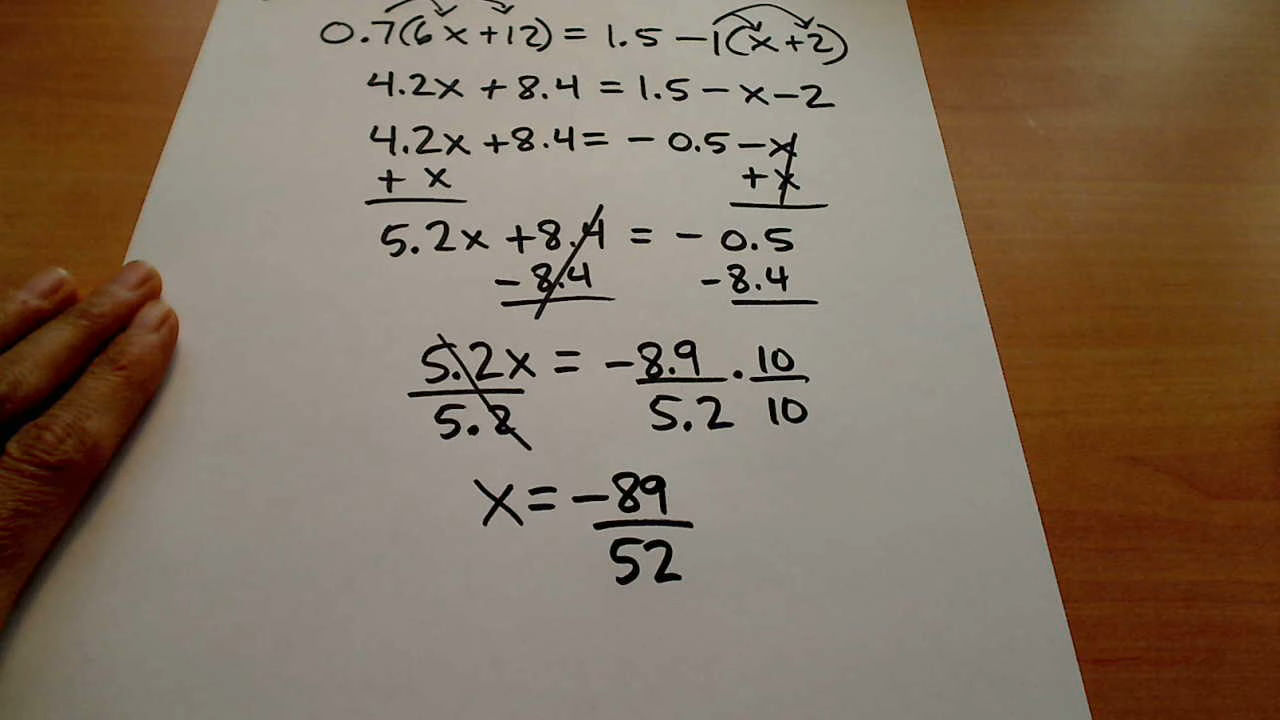 0.7(6x+12) = 1.5 -1(x+2)
4.2x + 8.4 = 1.5 - x - 2
4.2x + 8.4 = - 0.5 - x
+ x + x
5.2x + 8.4 = - 0.5
- 8.4 - 8.4
5.2x = -8.9 . 10
5.2 5.2 10
x = -89
52